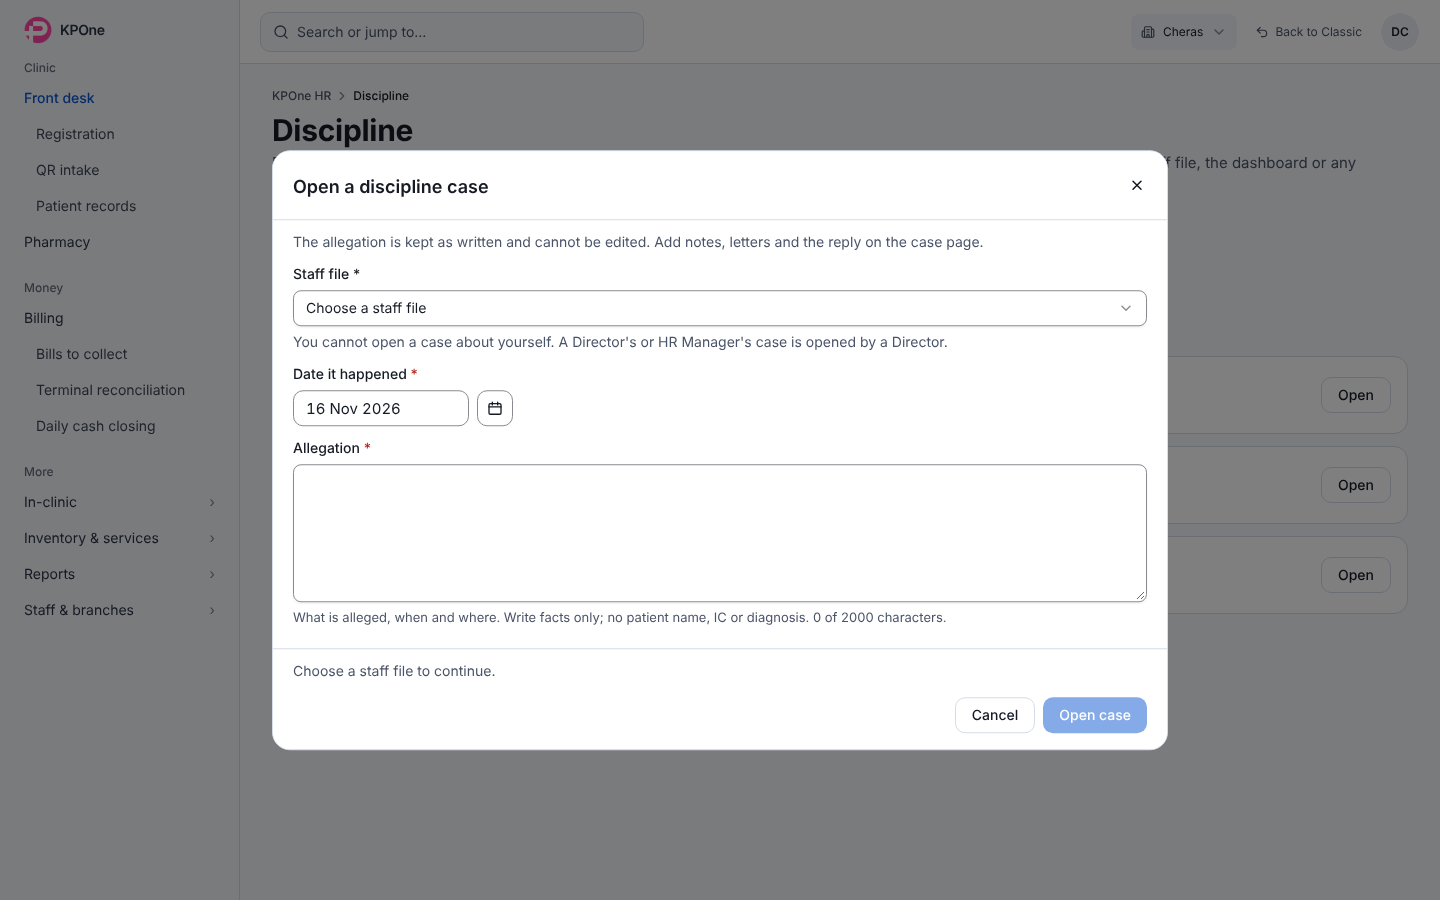 KPOne
Search or jump to...
Cheras
Back to Classic
DC
Clinic
Front desk
Registration
QR intake
Patient records
Pharmacy
Money
Billing
Bills to collect
Terminal reconciliation
Daily cash closing
More
In-clinic
Inventory & services
Reports
Staff & branches
KPOne HR > Discipline
Discipline
file, the dashboard or any
Open a discipline case
The allegation is kept as written and cannot be edited. Add notes, letters and the reply on the case page.
Staff file *
Choose a staff file
You cannot open a case about yourself. A Director's or HR Manager's case is opened by a Director.
Date it happened *
16 Nov 2026
Allegation *
What is alleged, when and where. Write facts only; no patient name, IC or diagnosis. 0 of 2000 characters.
Choose a staff file to continue.
Cancel
Open case
Open
Open
Open